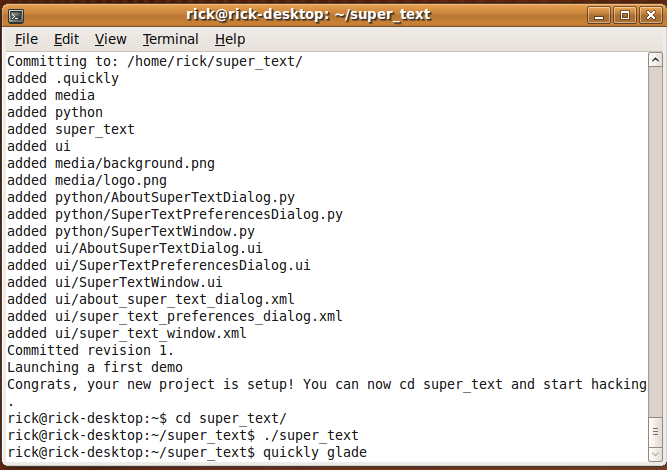 rick@rick-desktop: ~/super_text
File Edit View Terminal Help
Committing to: /home/rick/super_text/
added .quickly
added media
added python
added super_text
added ui
added media/background.png
added media/logo.png
added python/AboutSuperTextDialog.py
added python/SuperTextPreferencesDialog.py
added python/SuperTextWindow.py
added ui/AboutSuperTextDialog.ui
added ui/SuperTextPreferencesDialog.ui
added ui/SuperTextWindow.ui
added ui/about_super_text_dialog.xml
added ui/super_text_preferences_dialog.xml
added ui/super_text_window.xml
Committed revision 1.
Launching a first demo
Congrats, your new project is setup! You can now cd super_text and start hacking
.
rick@rick-desktop:~$ cd super_text/
rick@rick-desktop:~/super_text$ ./super_text
rick@rick-desktop:~/super_text$ quickly glade